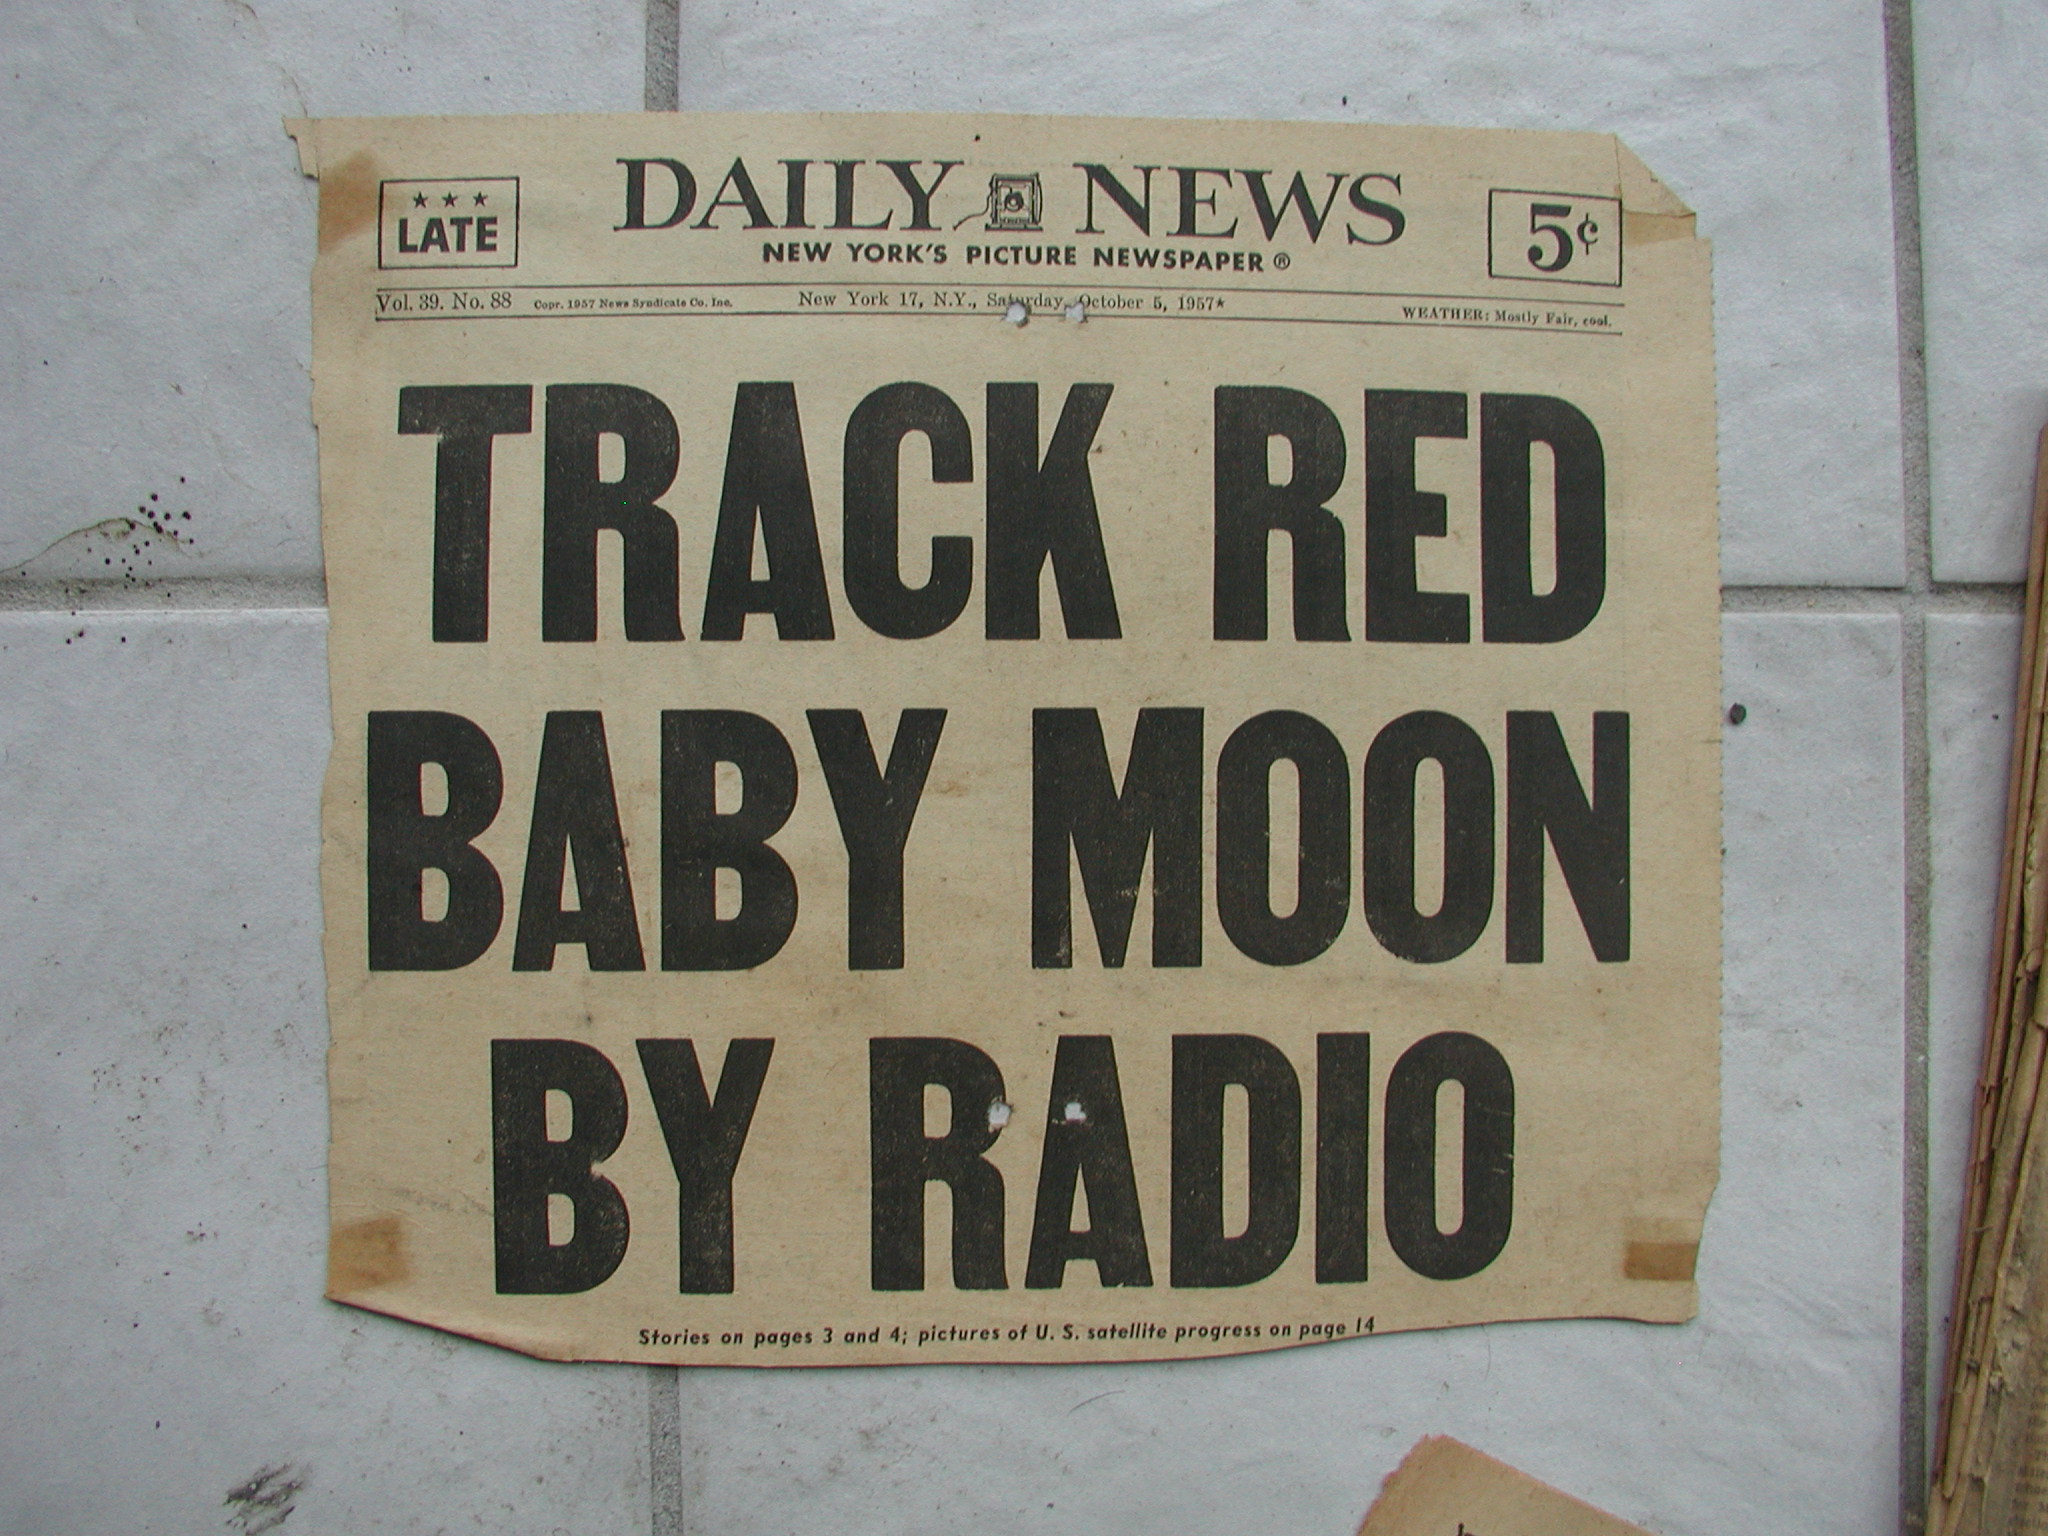 ★ ★ ★
LATE
DAILY NEWS
NEW YORK'S PICTURE NEWSPAPER ®
5¢
Vol. 39. No. 88 Copr. 1957 News Syndicate Co. Inc. New York 17, N.Y., Saturday, October 5, 1957★ WEATHER: Mostly Fair, cool.
TRACK RED
BABY MOON
BY RADIO
Stories on pages 3 and 4; pictures of U. S. satellite progress on page 14